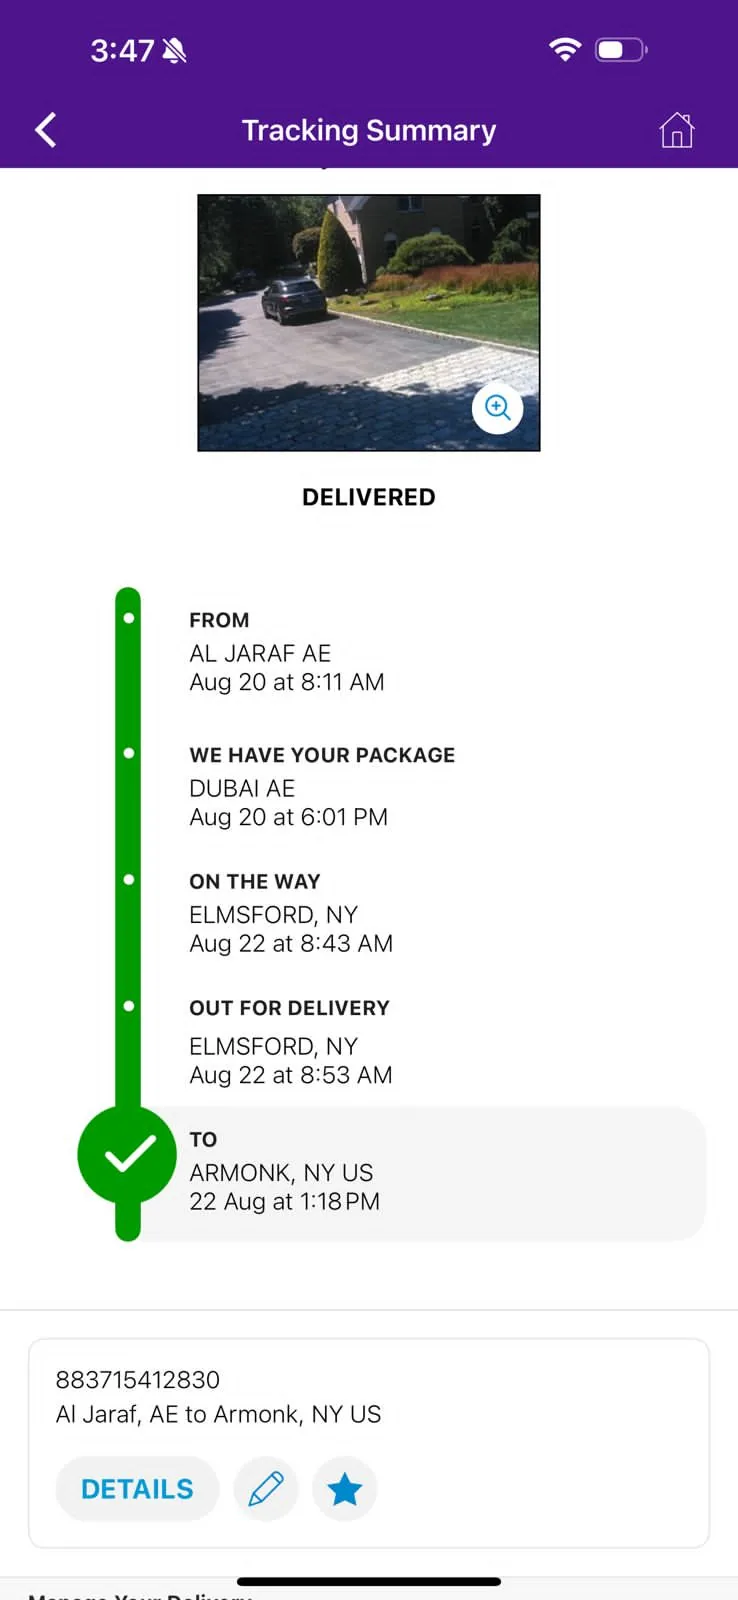 3:47
Tracking Summary
DELIVERED
FROM
AL JARAF AE
Aug 20 at 8:11 AM
WE HAVE YOUR PACKAGE
DUBAI AE
Aug 20 at 6:01 PM
ON THE WAY
ELMSFORD, NY
Aug 22 at 8:43 AM
OUT FOR DELIVERY
ELMSFORD, NY
Aug 22 at 8:53 AM
TO
ARMONK, NY US
22 Aug at 1:18 PM
883715412830
Al Jaraf, AE to Armonk, NY US
DETAILS
Manage Your Delivery